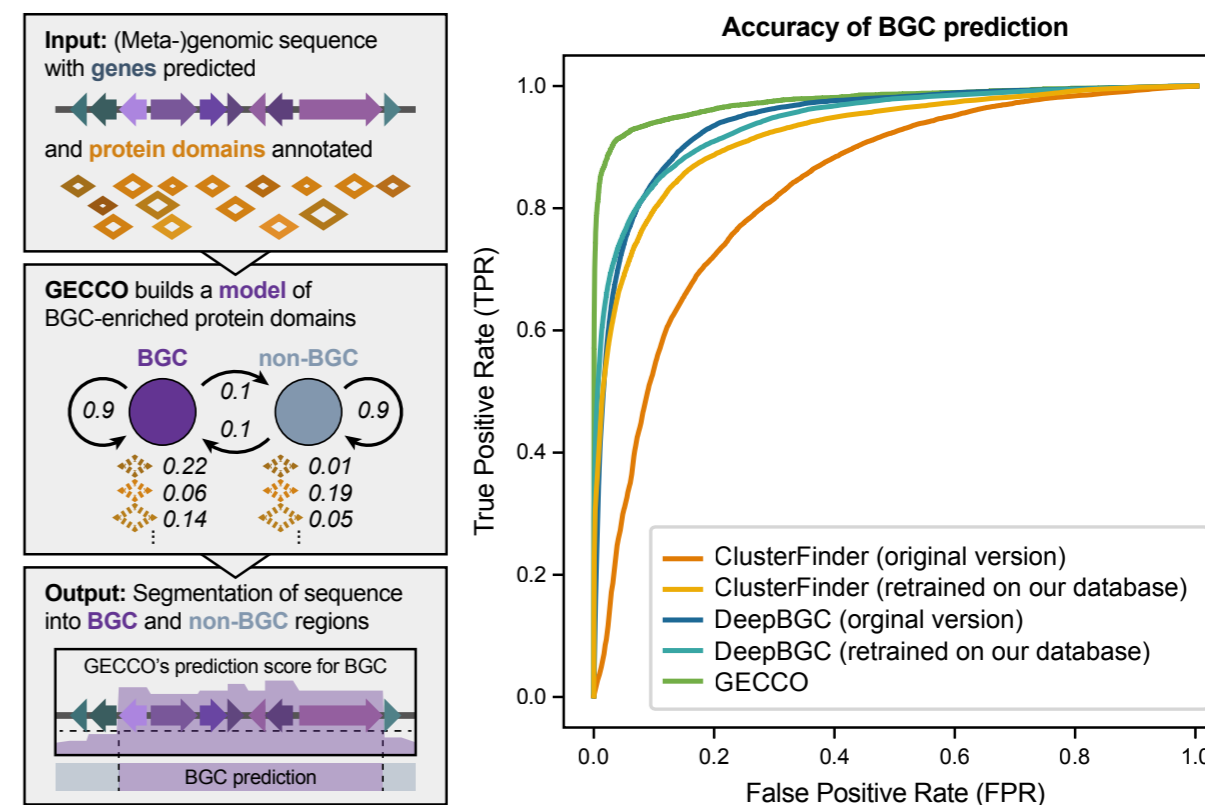 Input: (Meta-)genomic sequence
with genes predicted
and protein domains annotated
GECCO builds a model of
BGC-enriched protein domains
BGC
non-BGC
0.9
0.1
0.1
0.9
0.22
0.01
0.06
0.19
0.14
0.05
Output: Segmentation of sequence
into BGC and non-BGC regions
GECCO's prediction score for BGC
BGC prediction
Accuracy of BGC prediction
True Positive Rate (TPR)
1.0
0.8
0.6
0.4
0.2
0.0
ClusterFinder (original version)
ClusterFinder (retrained on our database)
DeepBGC (orginal version)
DeepBGC (retrained on our database)
GECCO
0.0
0.2
0.4
0.6
0.8
1.0
False Positive Rate (FPR)